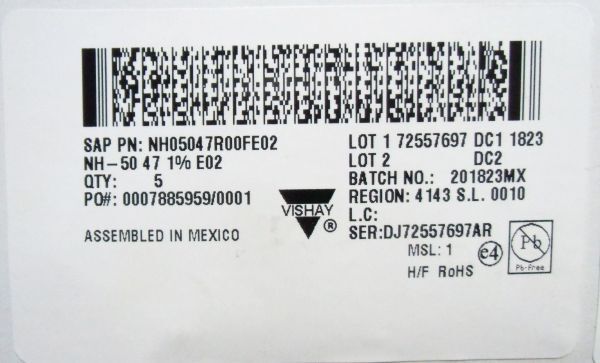 SAP PN: NH05047R00FE02
NH-50 47 1% E02
QTY: 5
PO#: 0007885959/0001
ASSEMBLED IN MEXICO
VISHAY
®
LOT 1 72557697 DC1 1823
LOT 2 DC2
BATCH NO.: 201823MX
REGION: 4143 S.L. 0010
L.C:
SER:DJ72557697AR
MSL: 1
H/F RoHS
e4
Pb
Pb-Free